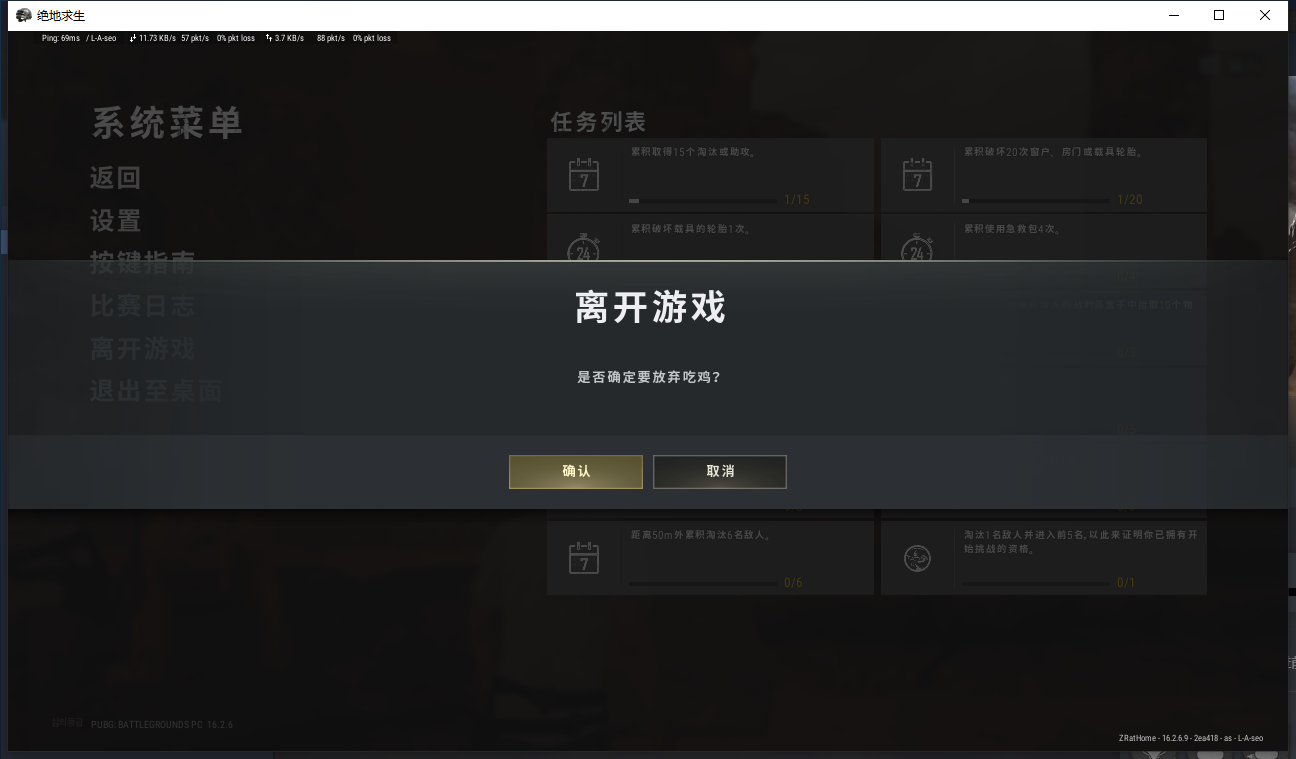 绝地求生
Ping: 69ms / L-A-seo 11.73 KB/s 57 pkt/s 0% pkt loss 3.7 KB/s 88 pkt/s 0% pkt loss
系统菜单
返回
设置
按键指南
比赛日志
离开游戏
退出至桌面
任务列表
累积取得15个淘汰或助攻。
7
1/15
累积破坏20次窗户、房门或载具轮胎。
7
1/20
累积破坏载具的轮胎1次。
24
累积使用急救包4次。
24
离开游戏
是否确定要放弃吃鸡?
确认
取消
距离50m外累积淘汰6名敌人。
7
0/6
淘汰1名敌人并进入前5名,以此来证明你已拥有开
始挑战的资格。
0/1
PUBG: BATTLEGROUNDS PC 16.2.6
ZRatHome - 16.2.6.9 - 2ea418 - as - L-A-seo